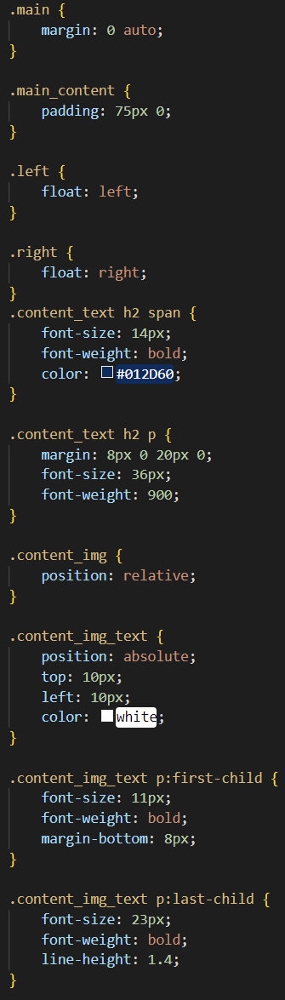 .main {
    margin: 0 auto;
}

.main_content {
    padding: 75px 0;
}

.left {
    float: left;
}

.right {
    float: right;
}
.content_text h2 span {
    font-size: 14px;
    font-weight: bold;
    color: #012D60;
}

.content_text h2 p {
    margin: 8px 0 20px 0;
    font-size: 36px;
    font-weight: 900;
}

.content_img {
    position: relative;
}

.content_img_text {
    position: absolute;
    top: 10px;
    left: 10px;
    color: white;
}

.content_img_text p:first-child {
    font-size: 11px;
    font-weight: bold;
    margin-bottom: 8px;
}

.content_img_text p:last-child {
    font-size: 23px;
    font-weight: bold;
    line-height: 1.4;
}